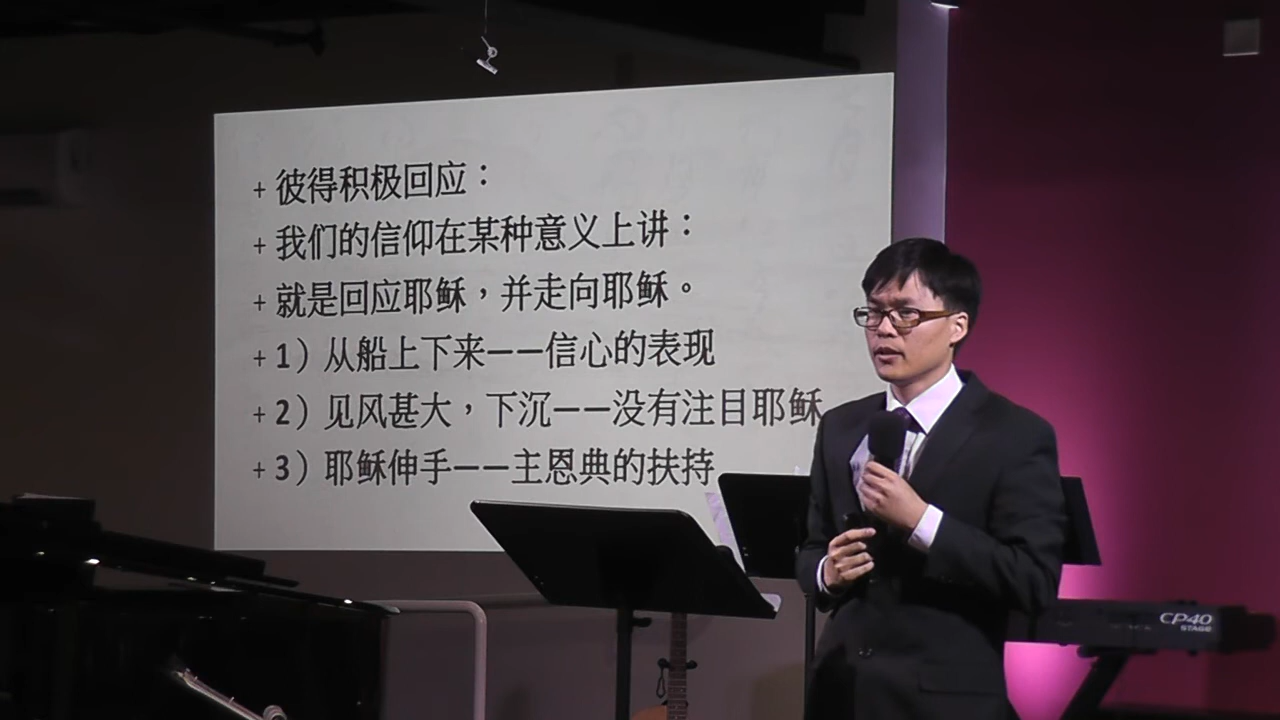 + 彼得积极回应：
+ 我们的信仰在某种意义上讲：
+ 就是回应耶稣，并走向耶稣。
+ 1）从船上下来——信心的表现
+ 2）见风甚大，下沉——没有注目耶稣
+ 3）耶稣伸手——主恩典的扶持
CP40
STAGE